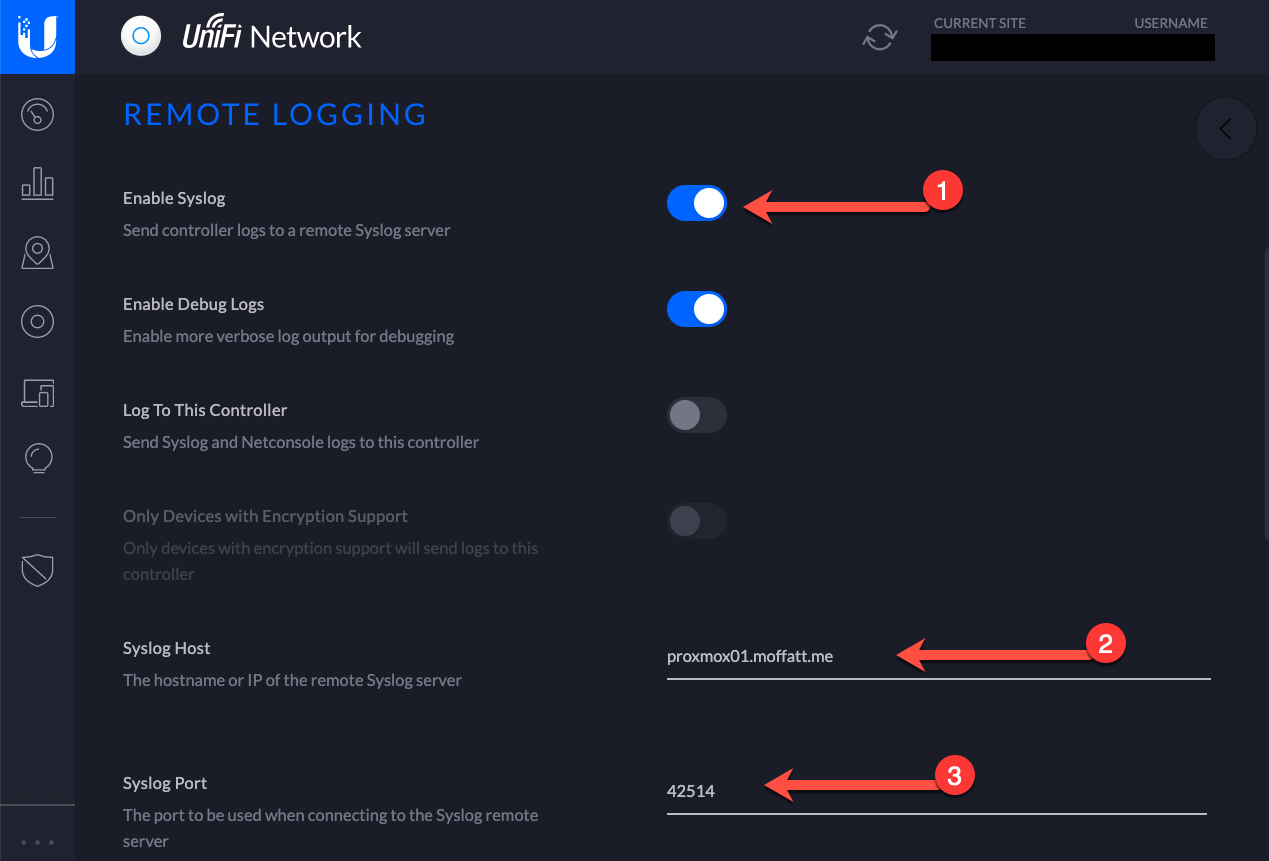 UniFi Network
CURRENT SITE
USERNAME
REMOTE LOGGING
Enable Syslog
1
Send controller logs to a remote Syslog server
Enable Debug Logs
Enable more verbose log output for debugging
Log To This Controller
Send Syslog and Netconsole logs to this controller
Only Devices with Encryption Support
Only devices with encryption support will send logs to this
controller
Syslog Host
proxmox01.moffatt.me
2
The hostname or IP of the remote Syslog server
Syslog Port
42514
3
The port to be used when connecting to the Syslog remote
server